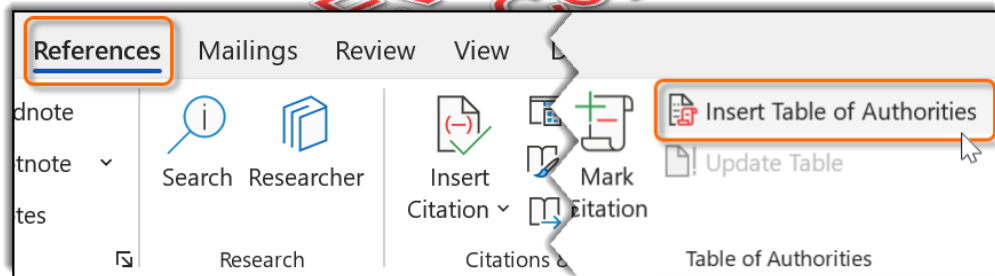 References Mailings Review View
dnote
tnote
tes
Search Researcher
Research
Insert
Citation
Citations &
Mark
Citation
Insert Table of Authorities
Update Table
Table of Authorities